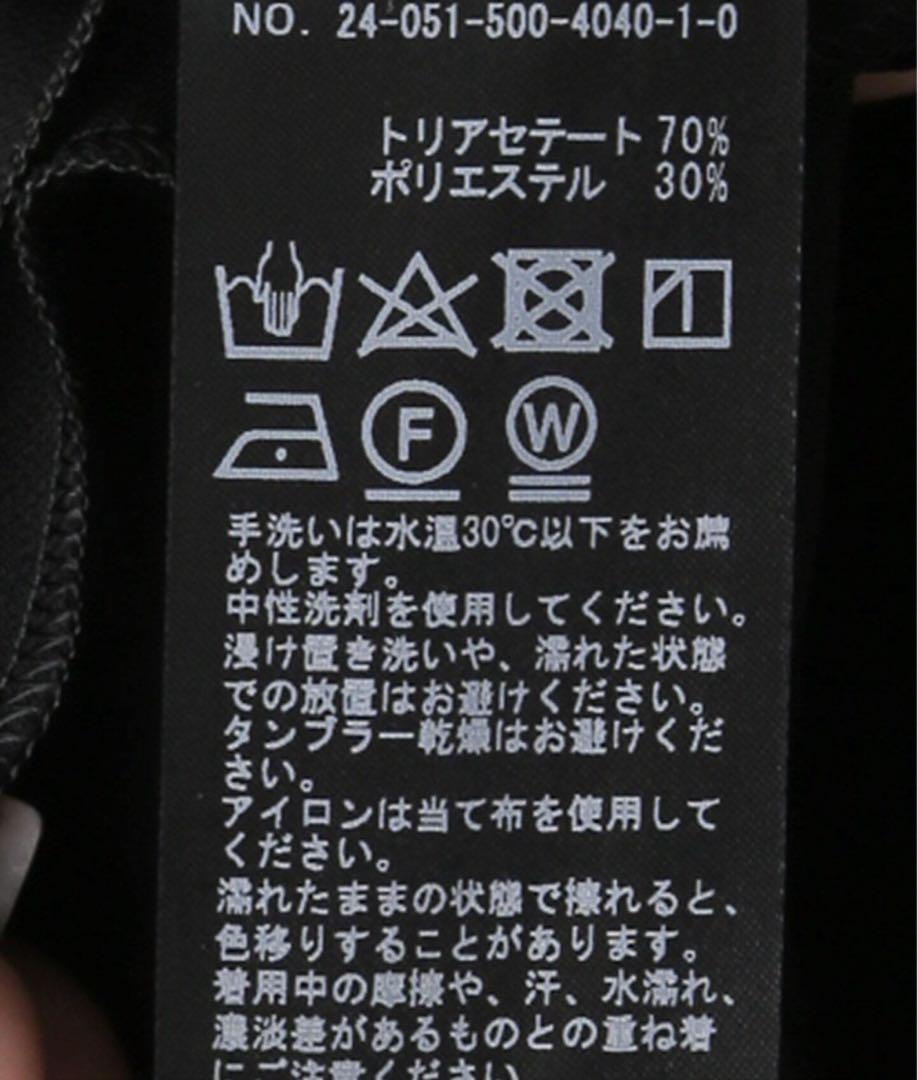 NO. 24-051-500-4040-1-0
トリアセテート 70%
ポリエステル 30%
F W
手洗いは水温30℃以下をお薦
めします。
中性洗剤を使用してください。
浸け置き洗いや、濡れた状態
での放置はお避けください。
タンブラー乾燥はお避けくだ
さい。
アイロンは当て布を使用して
ください。
濡れたままの状態で擦れると、
色移りすることがあります。
着用中の摩擦や、汗、水濡れ、
濃淡差があるものとの重ね着
にご注意ください